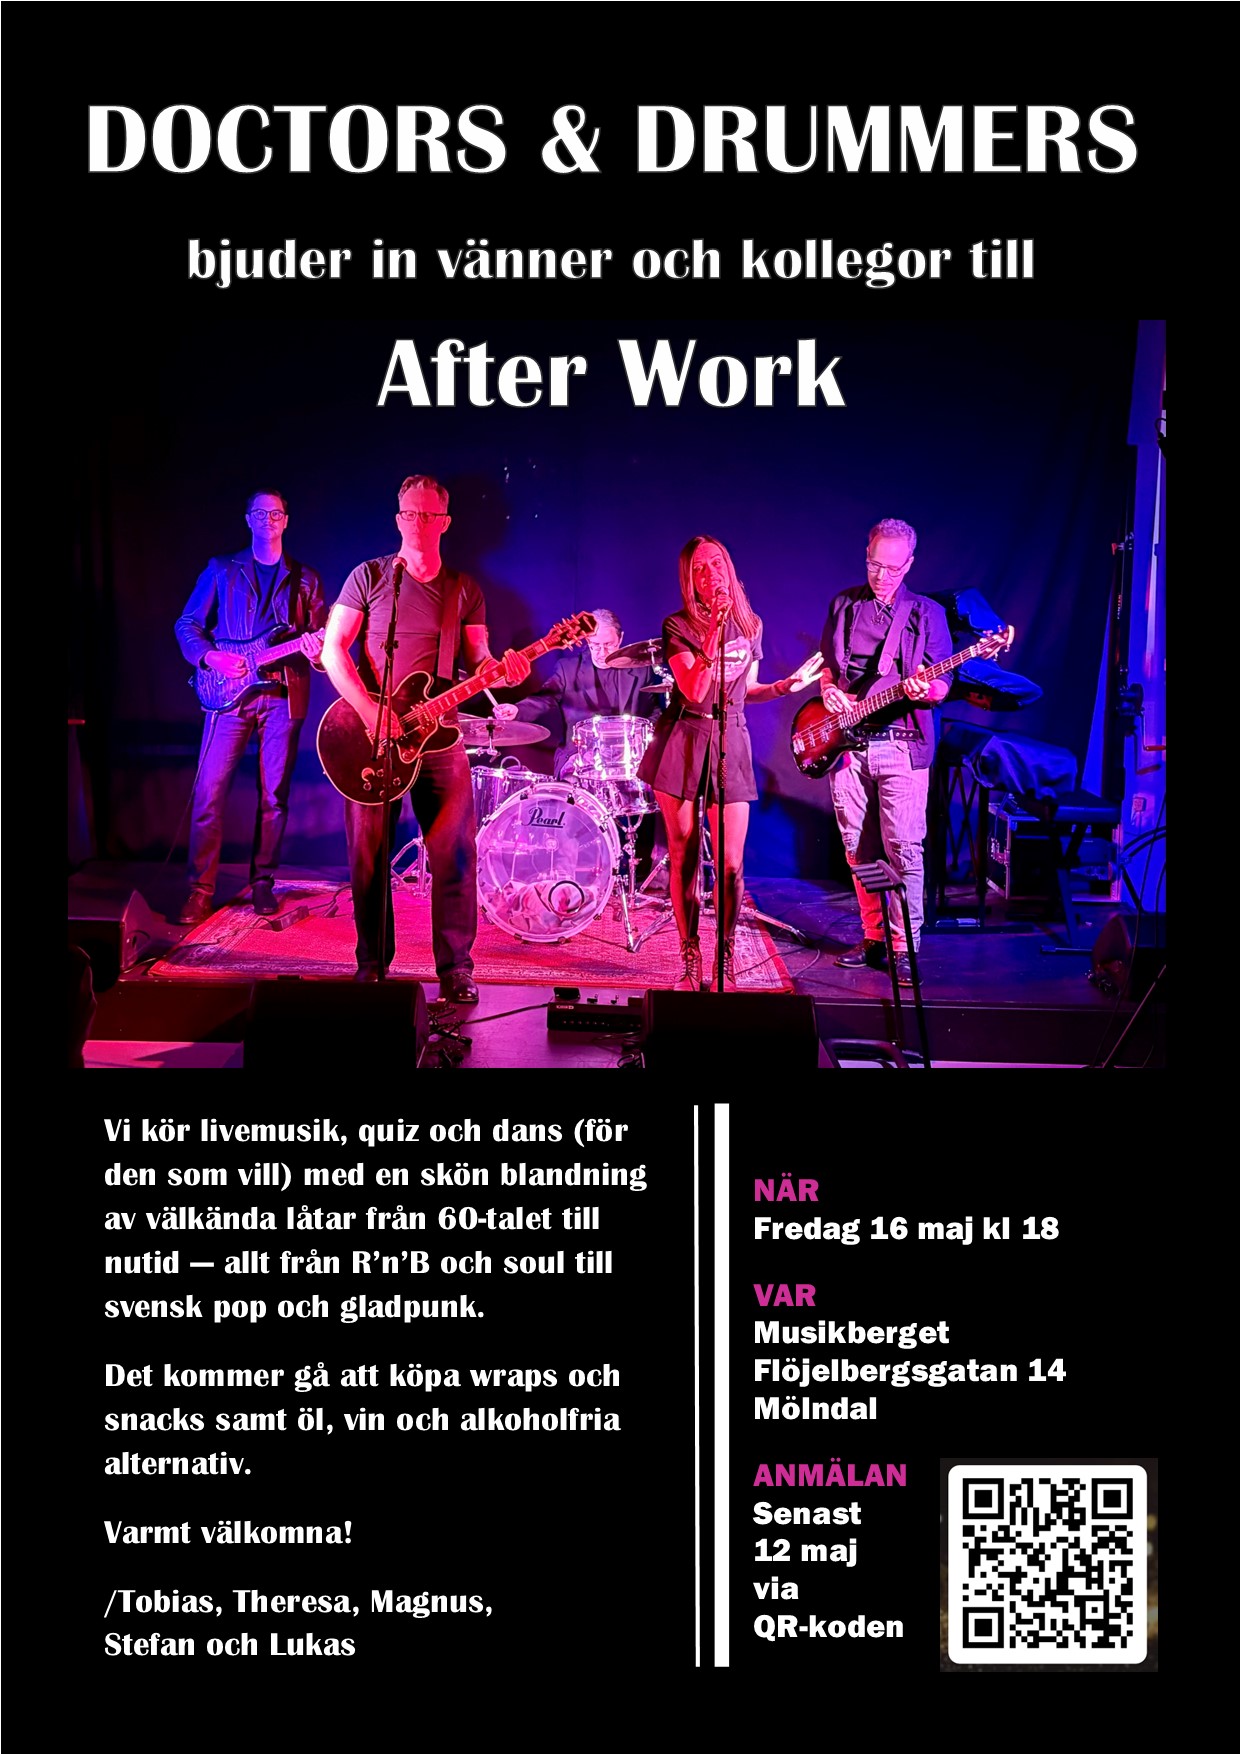 DOCTORS & DRUMMERS
bjuder in vänner och kollegor till
After Work
Pearl
Vi kör livemusik, quiz och dans (för
den som vill) med en skön blandning
av välkända låtar från 60-talet till
nutid — allt från R’n’B och soul till
svensk pop och gladpunk.
Det kommer gå att köpa wraps och
snacks samt öl, vin och alkoholfria
alternativ.
Varmt välkomna!
/Tobias, Theresa, Magnus,
Stefan och Lukas
NÄR
Fredag 16 maj kl 18
VAR
Musikberget
Flöjelbergsgatan 14
Mölndal
ANMÄLAN
Senast
12 maj
via
QR-koden